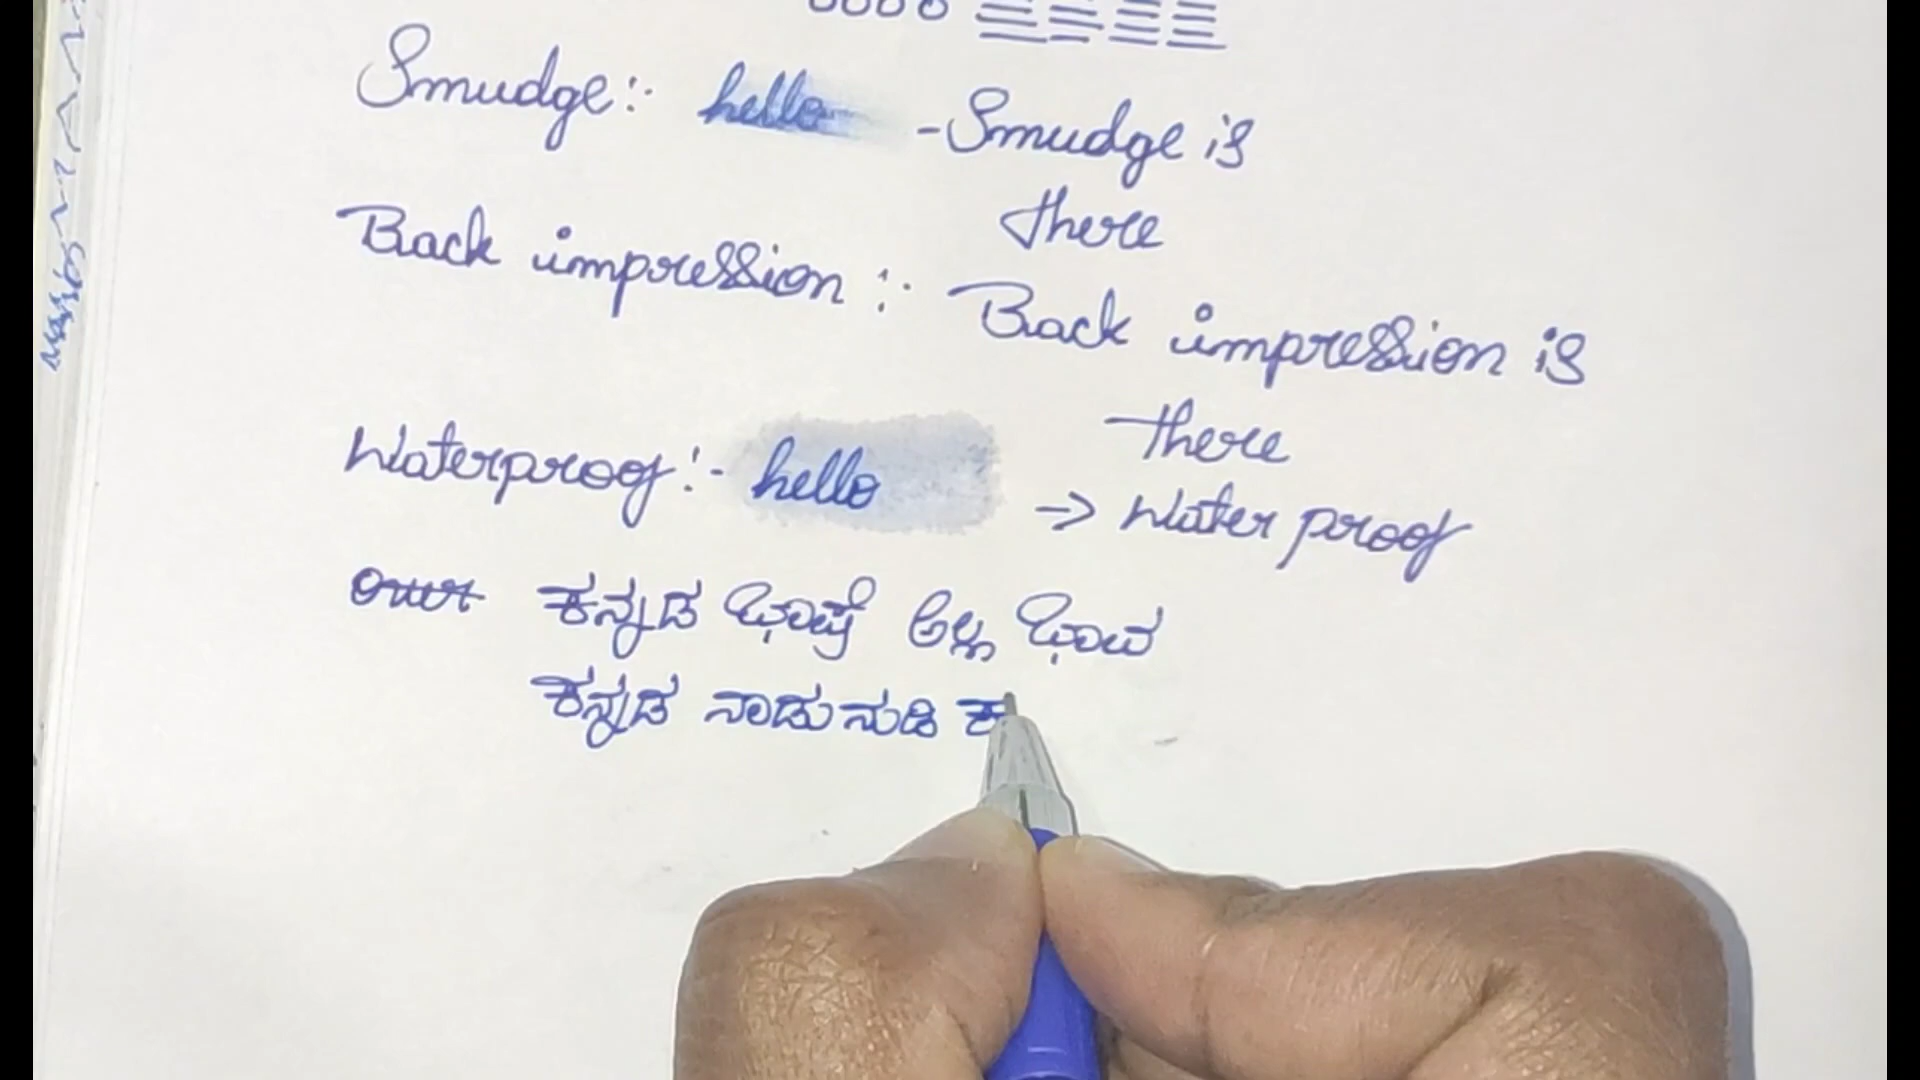 Smudge:- hello - Smudge is
there
Back impression:- Back impression is
there
Waterproof:- hello → Water proof
ಕನ್ನಡ ಭಾಷೆ ಅಲ್ಲ ಭಾವ
ಕನ್ನಡ ನಾಡು ನುಡಿ ಕ